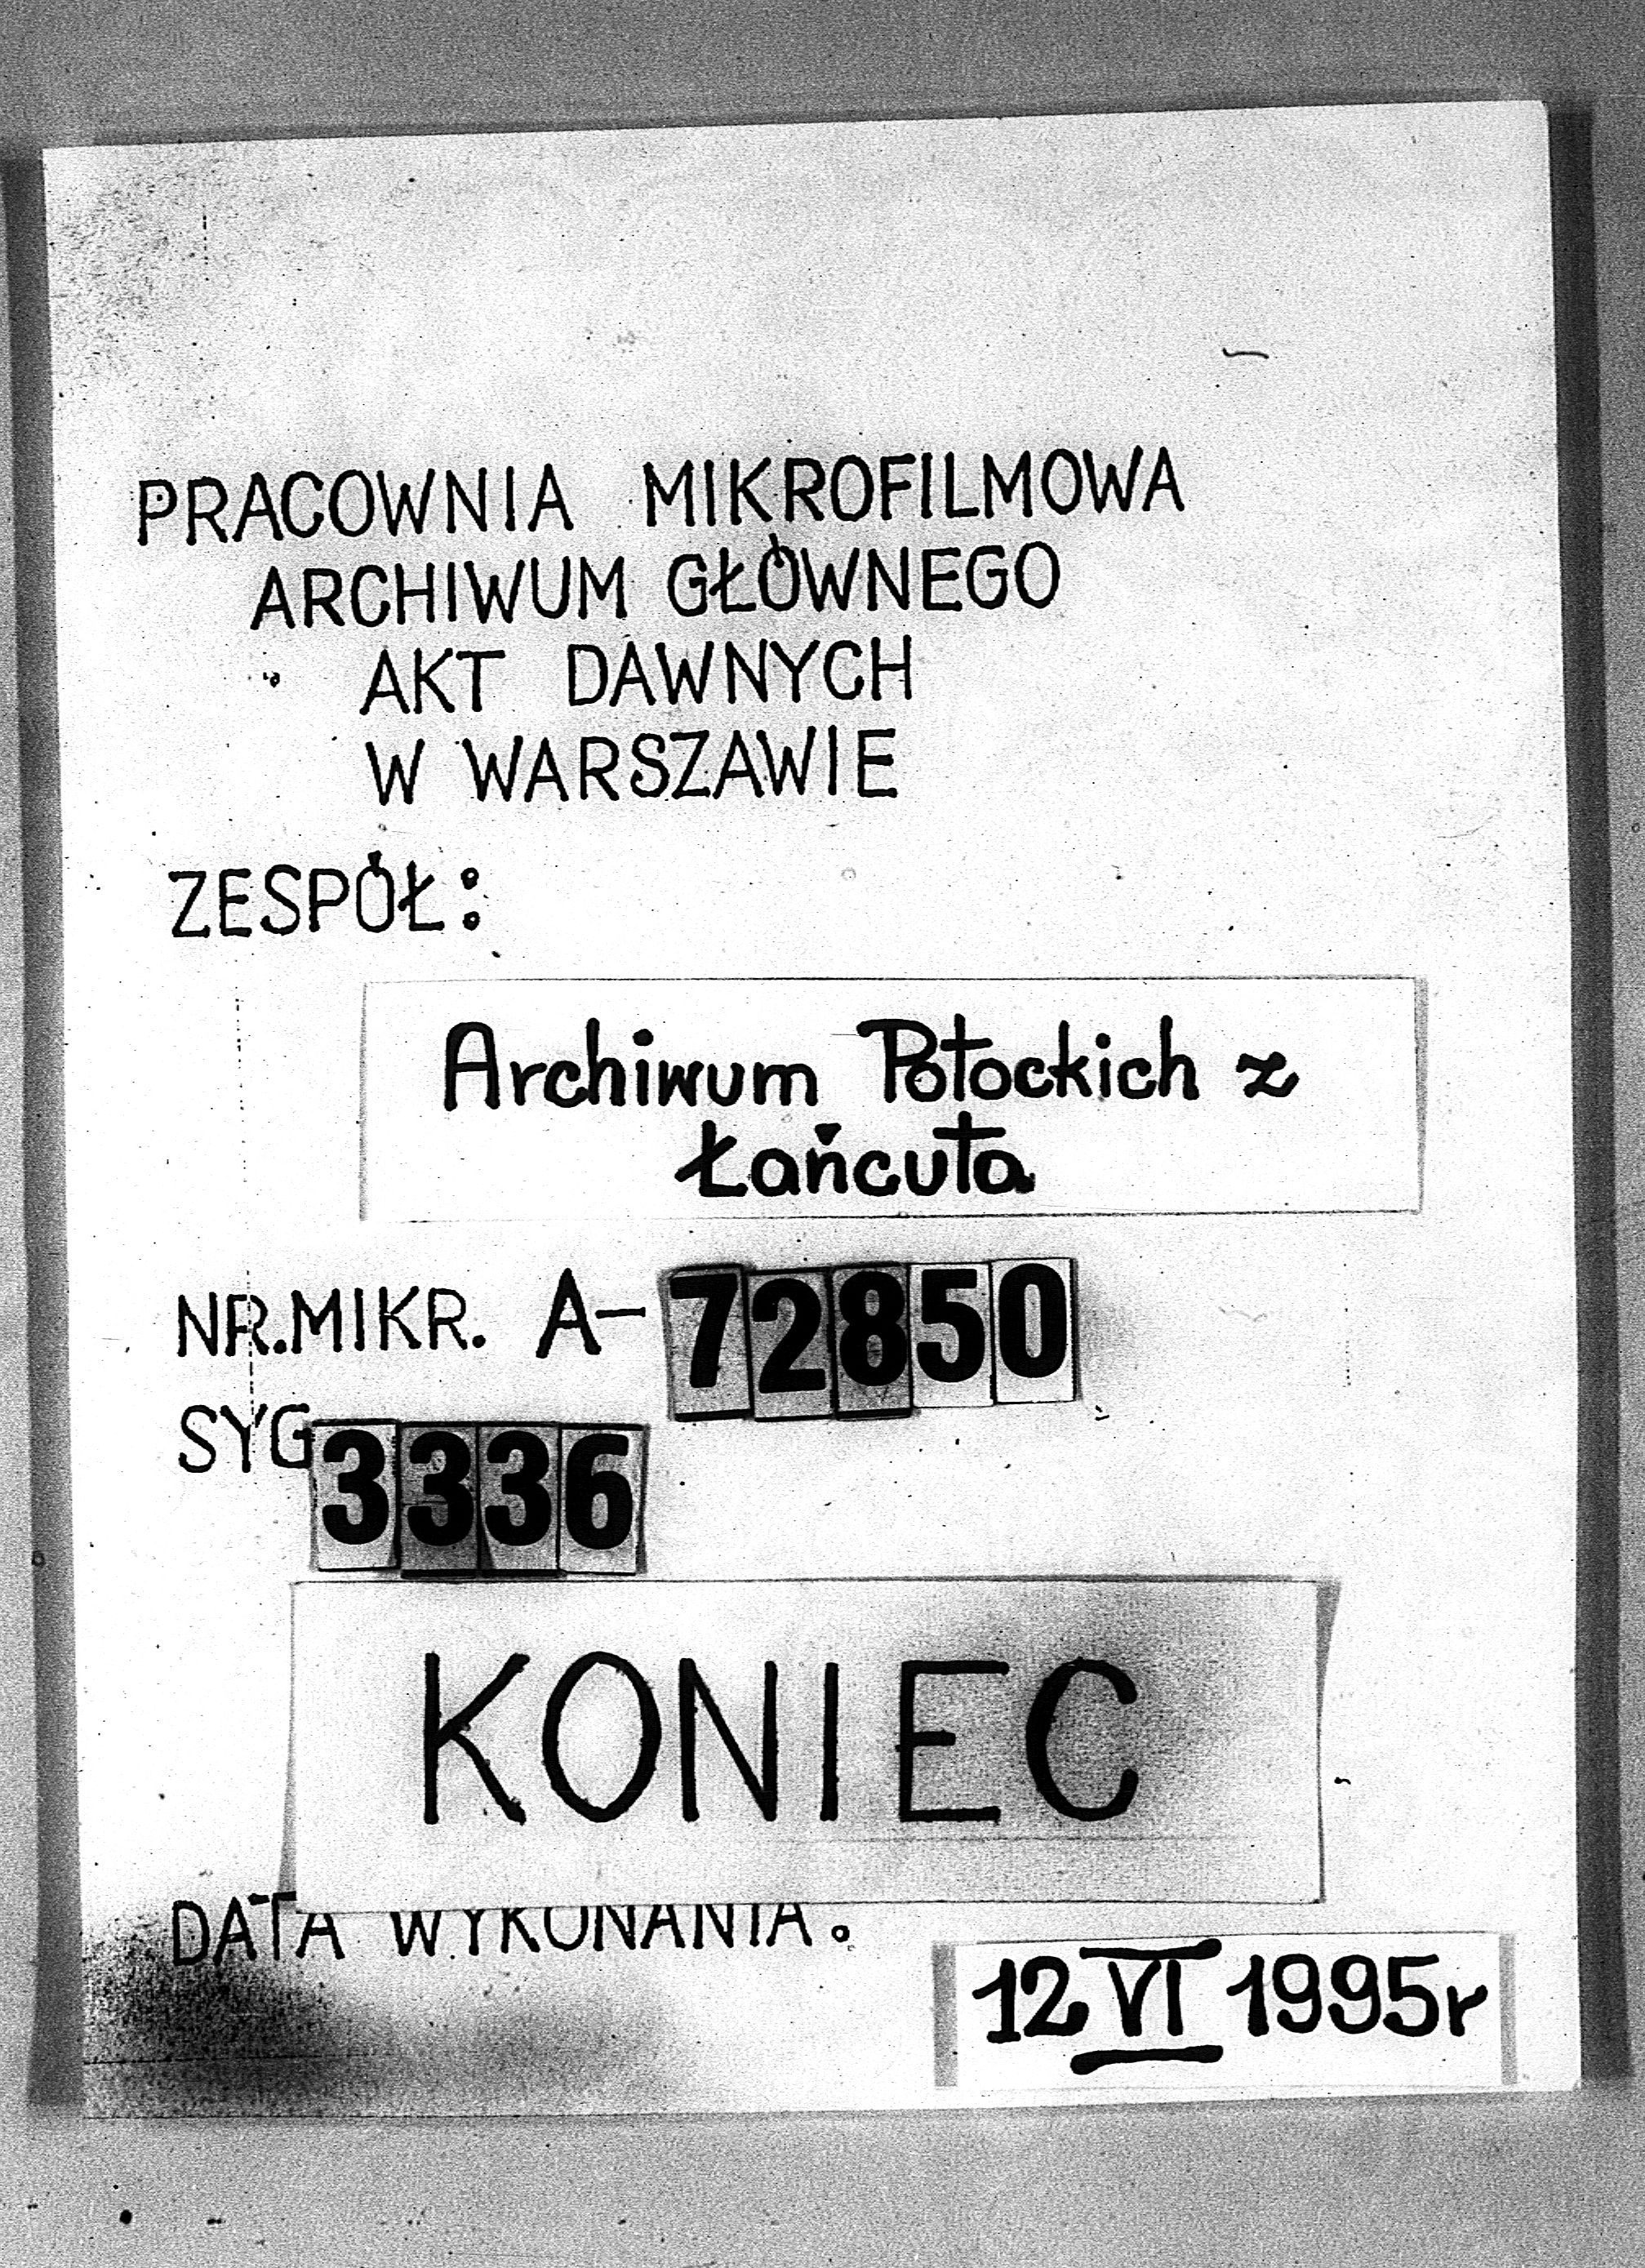 PRACOWNIA MIKROFILMOWA
ARCHIWUM GŁÓWNEGO
AKT DAWNYCH
W WARSZAWIE
ZESPÓŁ:
Archiwum Potockich z
Łańcuta
NR.MIKR. A-72850
SYG 3336
KONIEC
DATA WYKONANIA:
12 VI 1995r